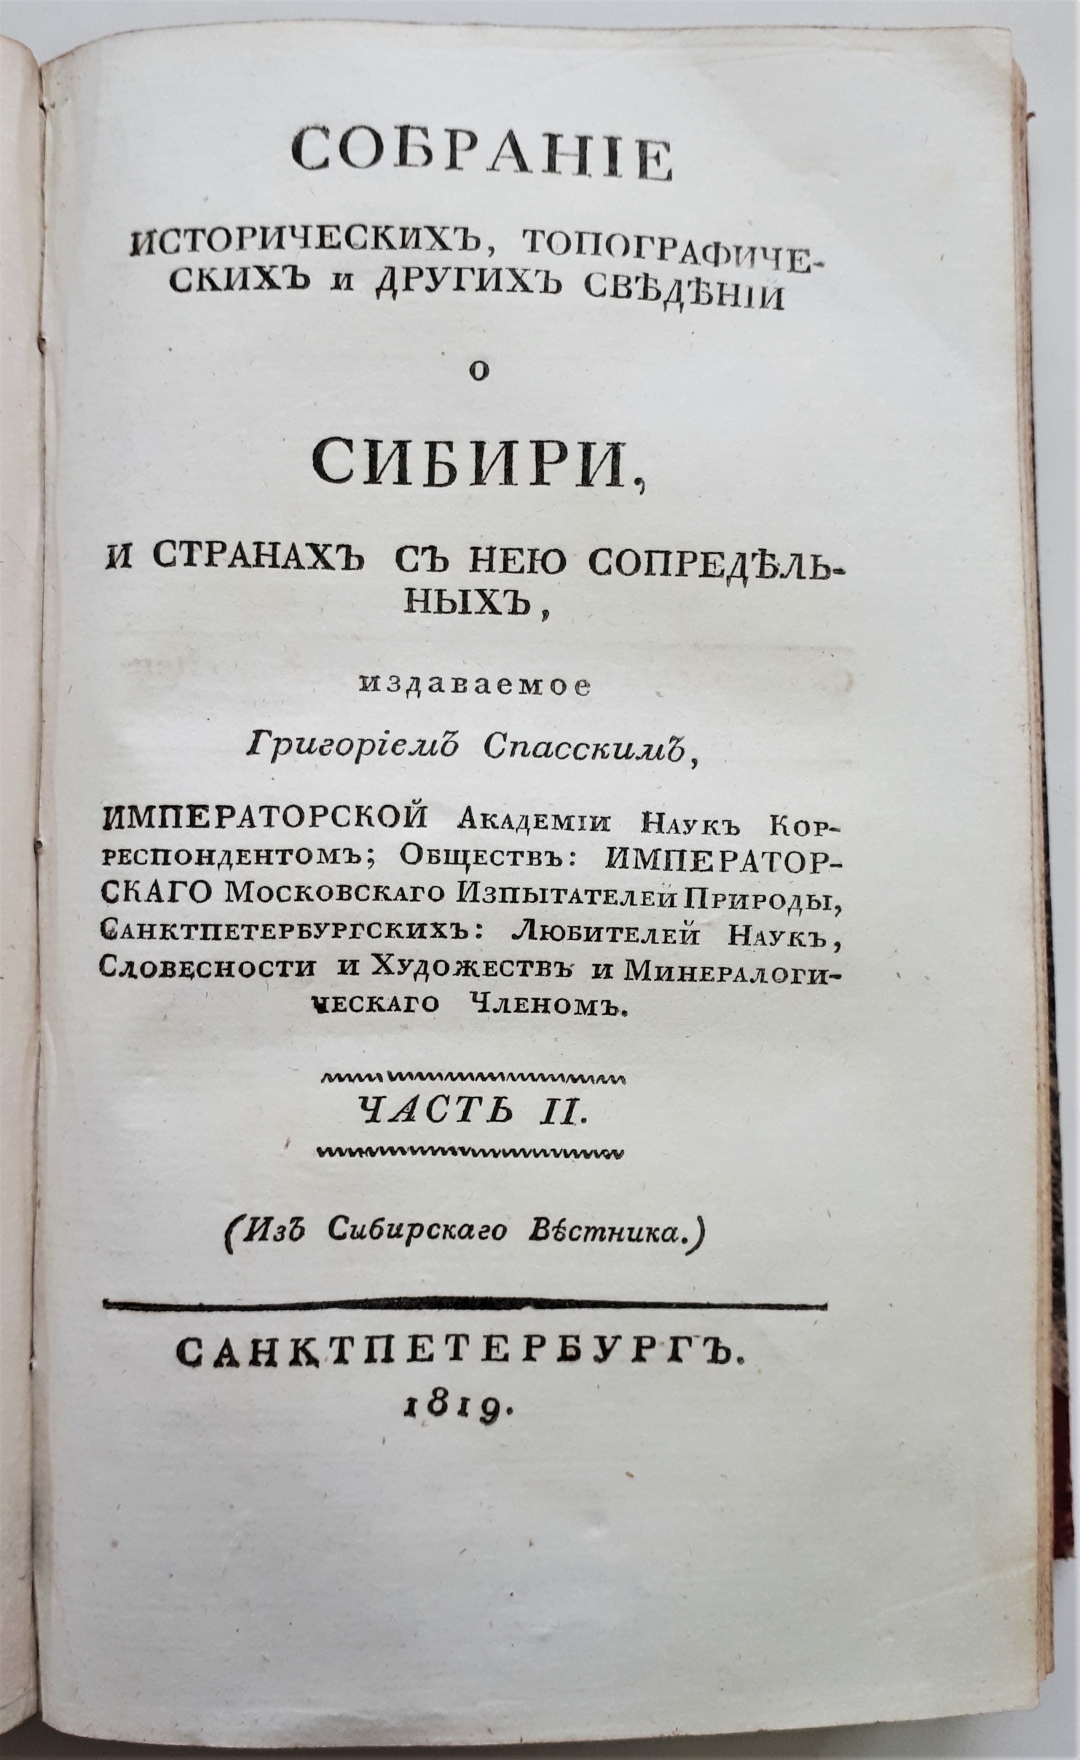 СОБРАНІЕ
ИСТОРИЧЕСКИХЪ, ТОПОГРАФИЧЕ-
СКИХЪ и ДРУГИХЪ СВѢДѢНІЙ
о
СИБИРИ,
И СТРАНАХЪ СЪ НЕЮ СОПРЕДѢЛЬ-
НЫХЪ,
издаваемое
Григоріемъ Спасскимъ,
ИМПЕРАТОРСКОЙ Академіи Наукъ Кор-
респондентомъ; Обществъ: ИМПЕРАТОР-
СКАГО Московскаго Изпытателей Природы,
Санктпетербургскихъ: Любителей Наукъ,
Словесности и Художествъ и Минералоги-
ческаго Членомъ.
ЧАСТЬ II.
(Изъ Сибирскаго Вѣстника.)
САНКТПЕТЕРБУРГЪ.
1819.